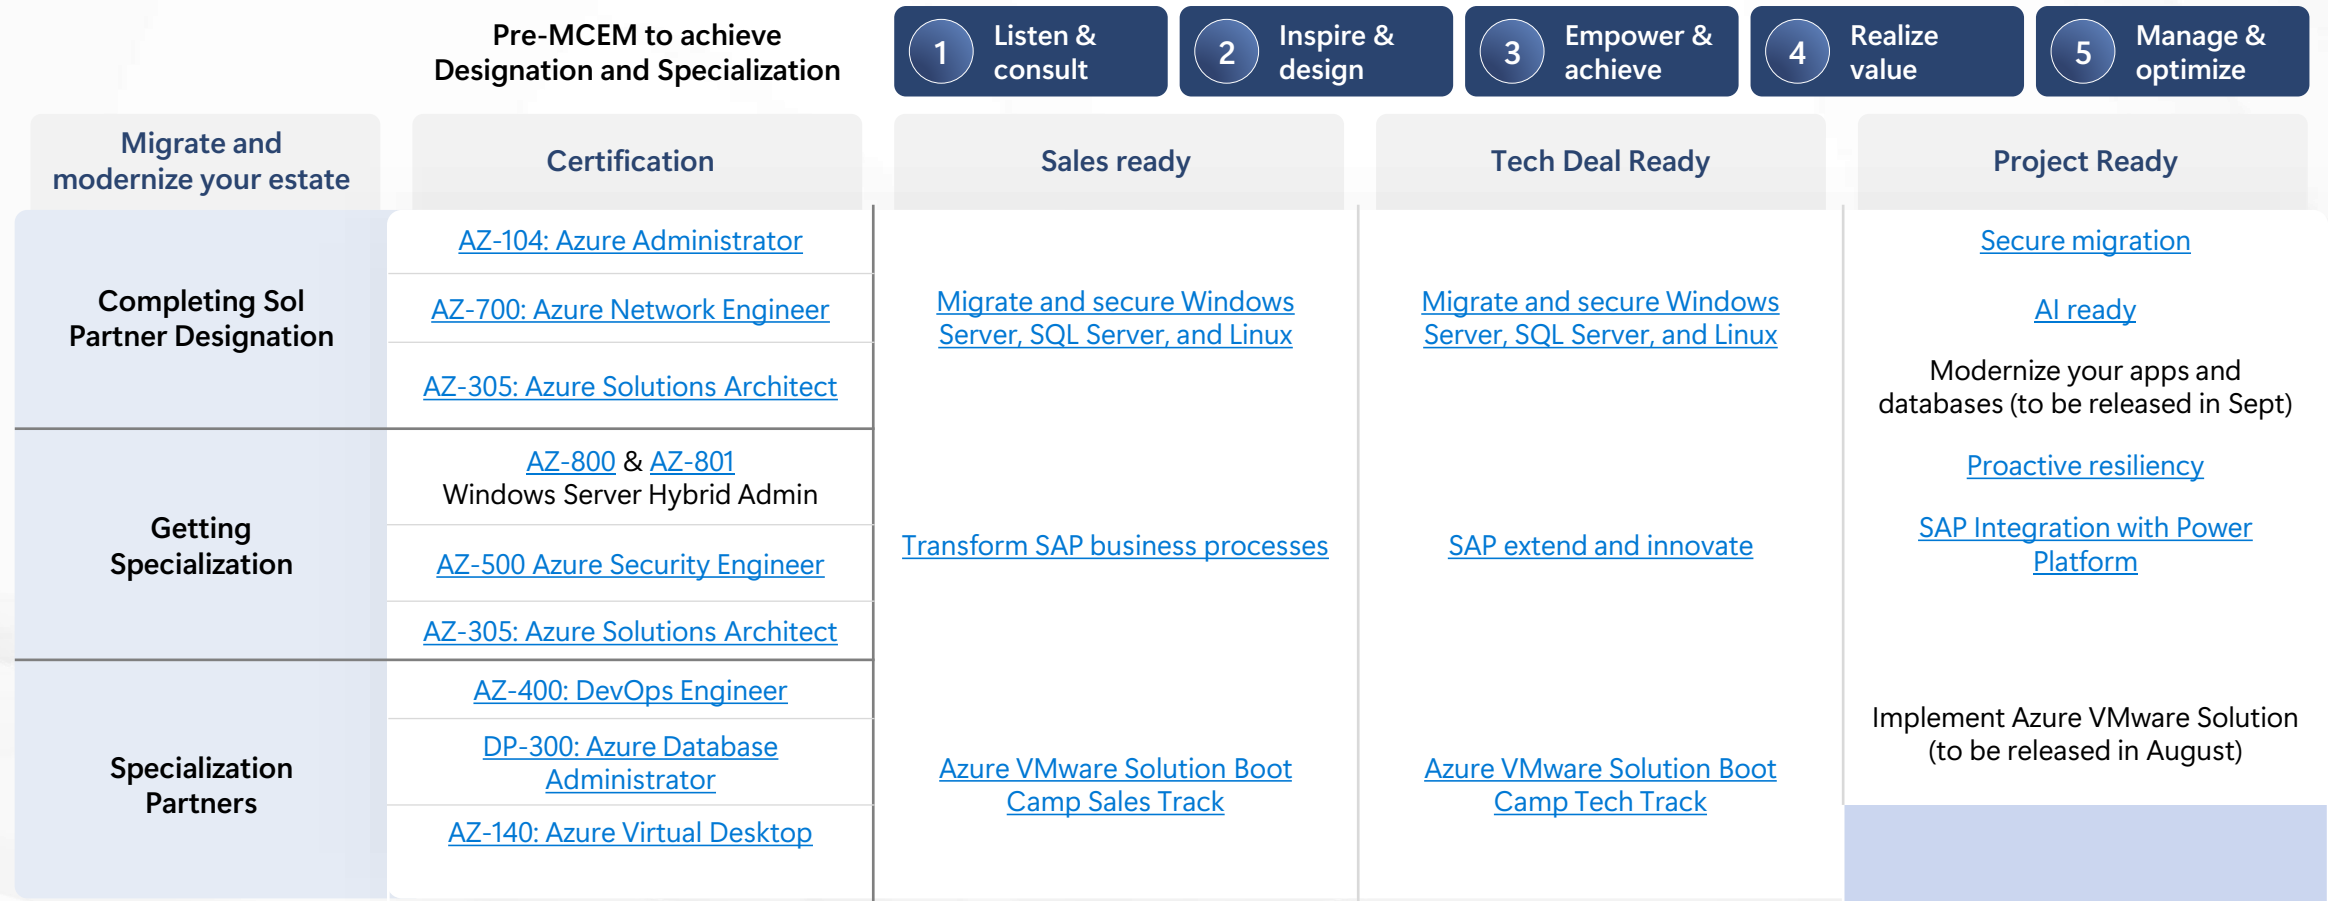 Pre-MCEM to achieve
Designation and Specialization
1
Listen &
consult
2
Inspire &
design
3
Empower &
achieve
4
Realize
value
5
Manage &
optimize
Migrate and
modernize your estate
Certification
Sales ready
Tech Deal Ready
Project Ready
Completing Sol
Partner Designation
AZ-104: Azure Administrator
AZ-700: Azure Network Engineer
AZ-305: Azure Solutions Architect
Migrate and secure Windows
Server, SQL Server, and Linux
Migrate and secure Windows
Server, SQL Server, and Linux
Secure migration
AI ready
Modernize your apps and
databases (to be released in Sept)
Getting
Specialization
AZ-800 & AZ-801
Windows Server Hybrid Admin
AZ-500 Azure Security Engineer
AZ-305: Azure Solutions Architect
Transform SAP business processes
SAP extend and innovate
Proactive resiliency
SAP Integration with Power
Platform
Specialization
Partners
AZ-400: DevOps Engineer
DP-300: Azure Database
Administrator
AZ-140: Azure Virtual Desktop
Azure VMware Solution Boot
Camp Sales Track
Azure VMware Solution Boot
Camp Tech Track
Implement Azure VMware Solution
(to be released in August)